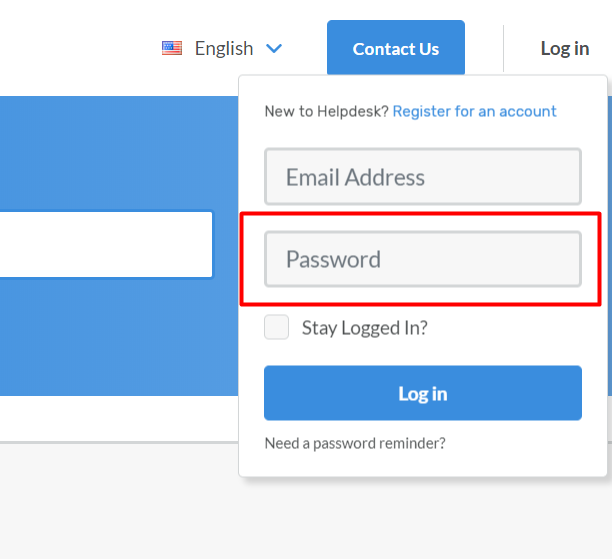 English
Contact Us
Log in
New to Helpdesk? Register for an account
Email Address
Password
Stay Logged In?
Log in
Need a password reminder?